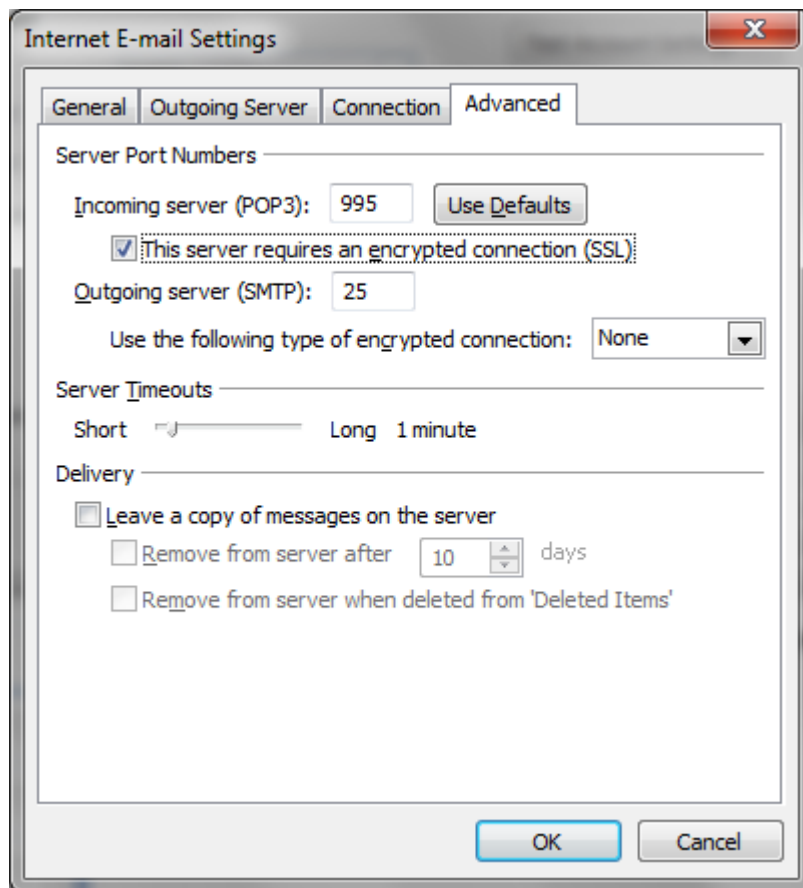 Internet E-mail Settings
General Outgoing Server Connection Advanced
Server Port Numbers
Incoming server (POP3): 995 Use Defaults
This server requires an encrypted connection (SSL)
Outgoing server (SMTP): 25
Use the following type of encrypted connection: None
Server Timeouts
Short Long 1 minute
Delivery
Leave a copy of messages on the server
Remove from server after 10 days
Remove from server when deleted from 'Deleted Items'
OK Cancel